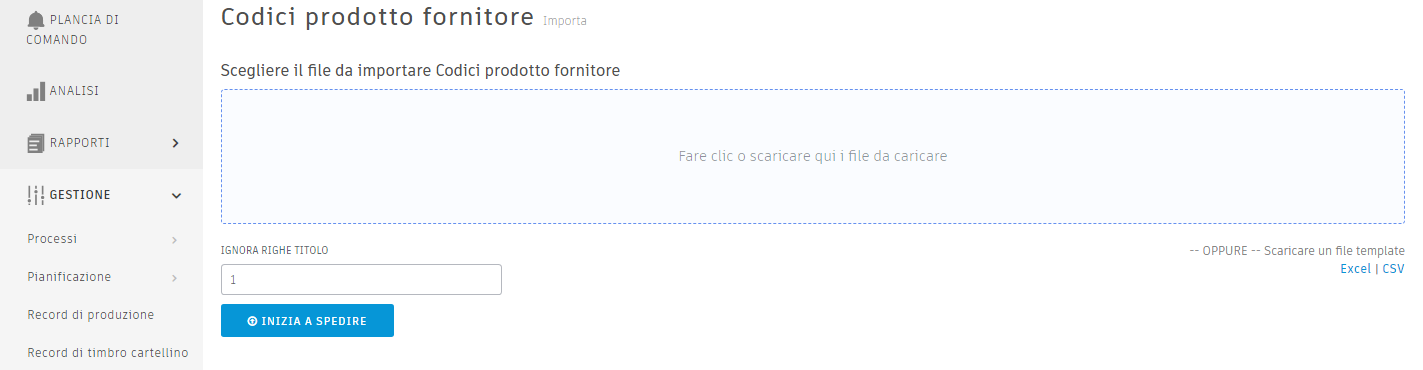 PLANCIA DI
COMANDO
ANALISI
RAPPORTI
GESTIONE
Processi
Pianificazione
Record di produzione
Record di timbro cartellino
Codici prodotto fornitore Importa
Scegliere il file da importare Codici prodotto fornitore
Fare clic o scaricare qui i file da caricare
IGNORA RIGHE TITOLO
1
INIZIA A SPEDIRE
-- OPPURE -- Scaricare un file template
Excel | CSV